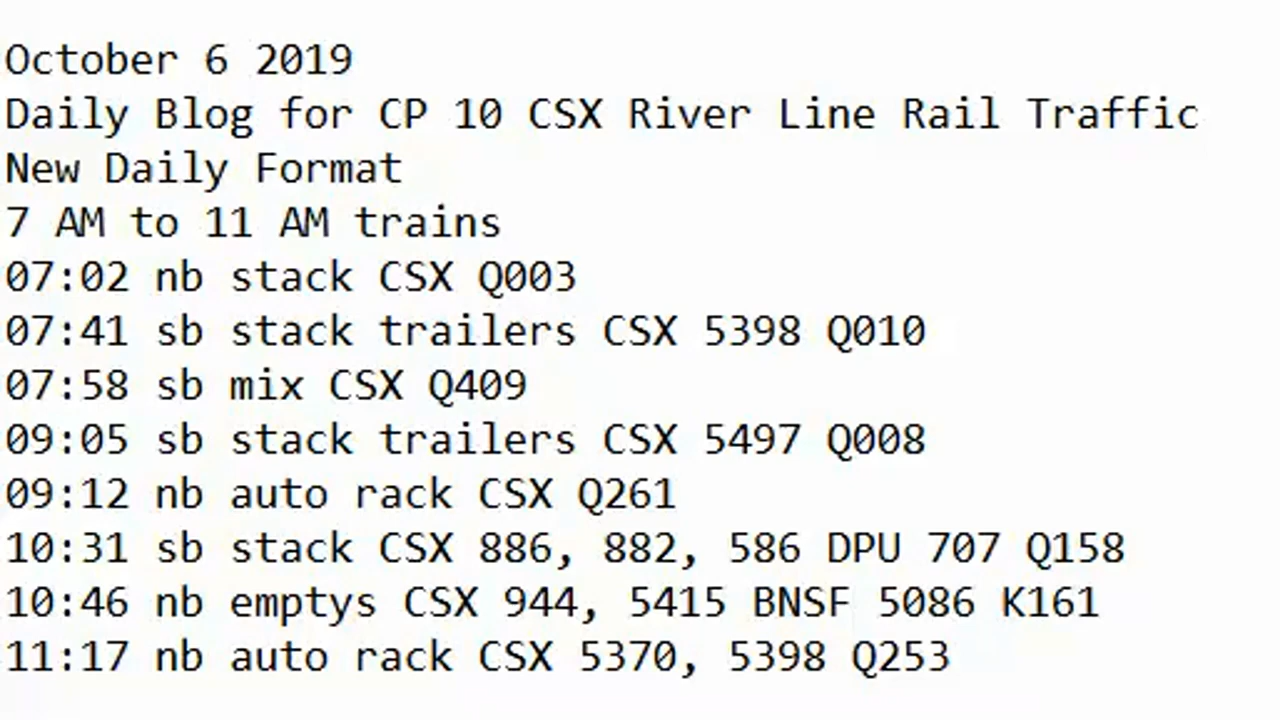 October 6 2019
Daily Blog for CP 10 CSX River Line Rail Traffic
New Daily Format
7 AM to 11 AM trains
07:02 nb stack CSX Q003
07:41 sb stack trailers CSX 5398 Q010
07:58 sb mix CSX Q409
09:05 sb stack trailers CSX 5497 Q008
09:12 nb auto rack CSX Q261
10:31 sb stack CSX 886, 882, 586 DPU 707 Q158
10:46 nb emptys CSX 944, 5415 BNSF 5086 K161
11:17 nb auto rack CSX 5370, 5398 Q253